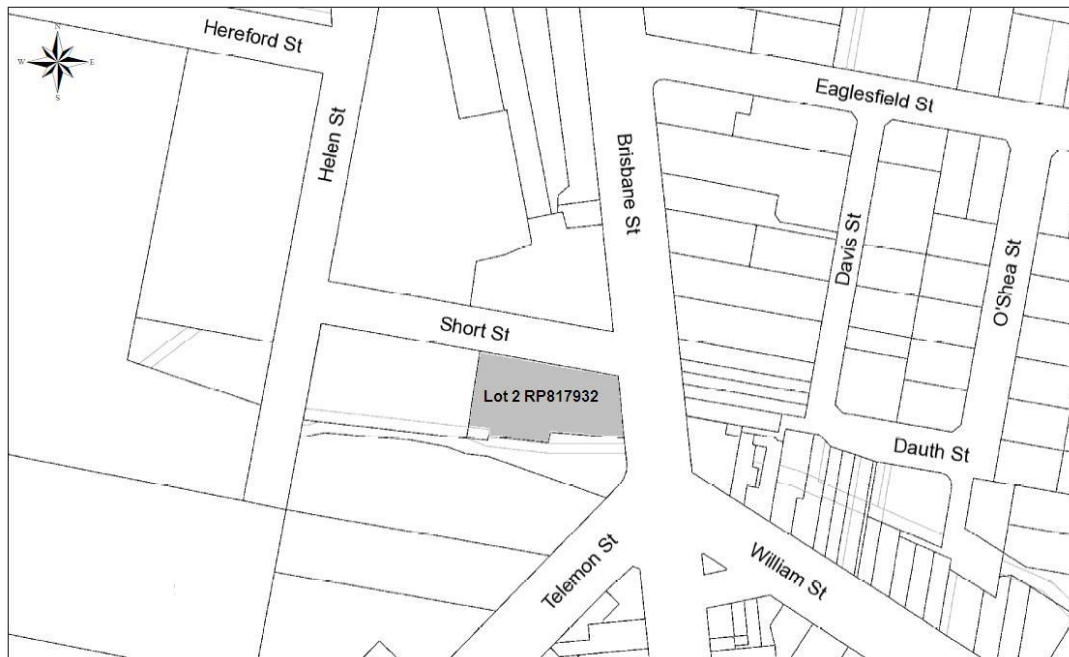 Hereford St
N
W E
S
Helen St
Eaglesfield St
Brisbane St
Davis St
O'Shea St
Short St
Lot 2 RP817932
Dauth St
Telemon St
William St